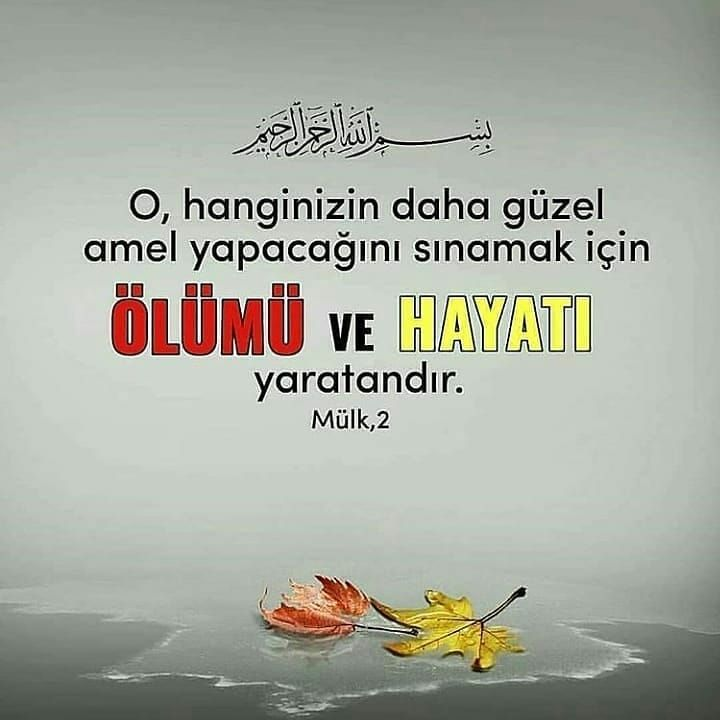 بسم الله الرحمن الرحيم
O, hanginizin daha güzel
amel yapacağını sınamak için
ÖLÜMÜ VE HAYATI
yaratandır.
Mülk,2